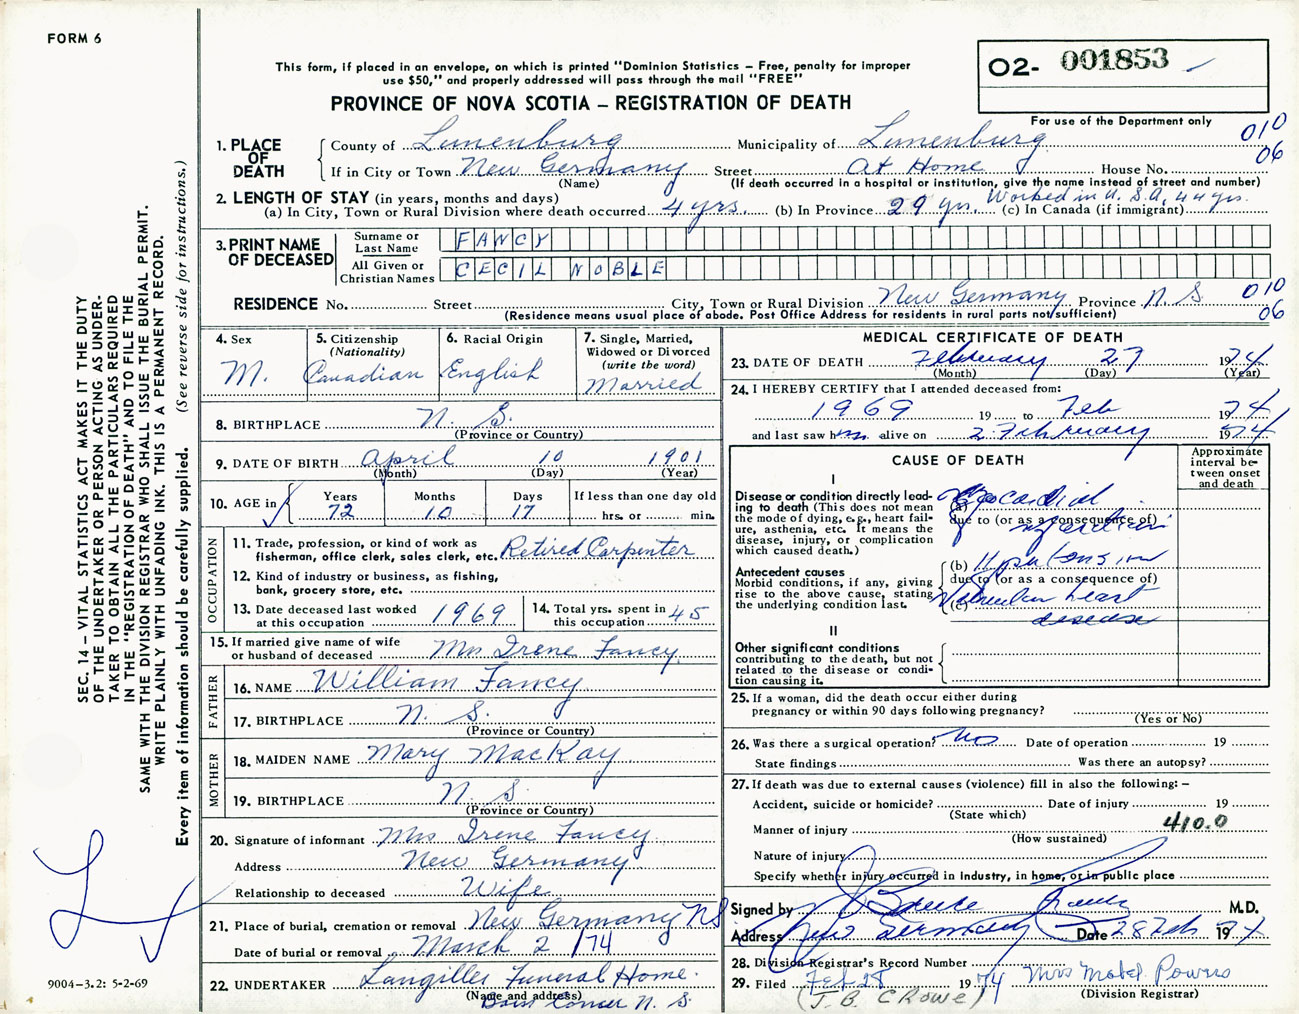 FORM 6
This form, if placed in an envelope, on which is printed "Dominion Statistics – Free, penalty for improper
use $50," and properly addressed will pass through the mail "FREE"
PROVINCE OF NOVA SCOTIA – REGISTRATION OF DEATH
O2- 001853
For use of the Department only
010
06
1. PLACE OF DEATH
County of Lunenburg Municipality of Lunenburg
If in City or Town New Germany Street At Home House No.
(Name) (If death occurred in a hospital or institution, give the name instead of street and number)
2. LENGTH OF STAY (in years, months and days) Worked in U.S.A. 44 yrs.
(a) In City, Town or Rural Division where death occurred 4 yrs. (b) In Province 29 yrs. (c) In Canada (if immigrant)
3. PRINT NAME OF DECEASED
Surname or Last Name FANCY
All Given or Christian Names CECIL NOBLE
RESIDENCE No. Street City, Town or Rural Division New Germany Province N.S. 010
(Residence means usual place of abode. Post Office Address for residents in rural parts not sufficient) 06
4. Sex M.
5. Citizenship (Nationality) Canadian
6. Racial Origin English
7. Single, Married, Widowed or Divorced (write the word) Married
8. BIRTHPLACE N. S.
(Province or Country)
9. DATE OF BIRTH April 10 1901
(Month) (Day) (Year)
10. AGE in Years 72 Months 10 Days 17 If less than one day old hrs. or min.
OCCUPATION
11. Trade, profession, or kind of work as
fisherman, office clerk, sales clerk, etc. Retired Carpenter
12. Kind of industry or business, as fishing,
bank, grocery store, etc.
13. Date deceased last worked at this occupation 1969
14. Total yrs. spent in this occupation 45
15. If married give name of wife
or husband of deceased Mrs Irene Fancy
FATHER
16. NAME William Fancy
17. BIRTHPLACE N. S.
(Province or Country)
MOTHER
18. MAIDEN NAME Mary MacKay
19. BIRTHPLACE N. S.
(Province or Country)
20. Signature of informant Mrs Irene Fancy
Address New Germany
Relationship to deceased Wife
21. Place of burial, cremation or removal New Germany NS
Date of burial or removal March 2 /74
22. UNDERTAKER Langilles Funeral Home.
(Name and address)
N. S.
MEDICAL CERTIFICATE OF DEATH
23. DATE OF DEATH February 27 1974
(Month) (Day) (Year)
24. I HEREBY CERTIFY that I attended deceased from:
1969 19 to Feb 1974
and last saw him alive on 2 February 1974
CAUSE OF DEATH
Approximate interval between onset and death
I
Disease or condition directly leading to death (This does not
mean the mode of dying, e.g., heart failure, asthenia, etc. It means the
disease, injury, or complication
which caused death.)
(a)
due to (or as a consequence of)
Antecedent causes
Morbid conditions, if any, giving
rise to the above cause, stating
the underlying condition last.
(b) Hypertension
due to (or as a consequence of)
(c) heart
disease
II
Other significant conditions
contributing to the death, but not
related to the disease or condition causing it.
25. If a woman, did the death occur either during
pregnancy or within 90 days following pregnancy?
(Yes or No)
26. Was there a surgical operation? No Date of operation 19
State findings Was there an autopsy?
27. If death was due to external causes (violence) fill in also the following: –
Accident, suicide or homicide? Date of injury 19
(State which)
Manner of injury 410.0
(How sustained)
Nature of injury
Specify whether injury occurred in industry, in home, or in public place
Signed by M.D.
Address New Germany Date 28 Feb 1974
28. Division Registrar's Record Number
29. Filed Feb 28 1974 Mrs Mabel Powers
(J. B. CROWE) (Division Registrar)
SEC. 14 – VITAL STATISTICS ACT MAKES IT THE DUTY
OF THE UNDERTAKER OR PERSON ACTING AS UNDER-
TAKER TO OBTAIN ALL THE PARTICULARS REQUIRED
IN THE "REGISTRATION OF DEATH" AND TO FILE THE
SAME WITH THE DIVISION REGISTRAR WHO SHALL ISSUE THE BURIAL PERMIT.
WRITE PLAINLY WITH UNFADING INK. THIS IS A PERMANENT RECORD.
Every item of information should be carefully supplied. (See reverse side for instructions.)
9004-3.2: 5-2-69